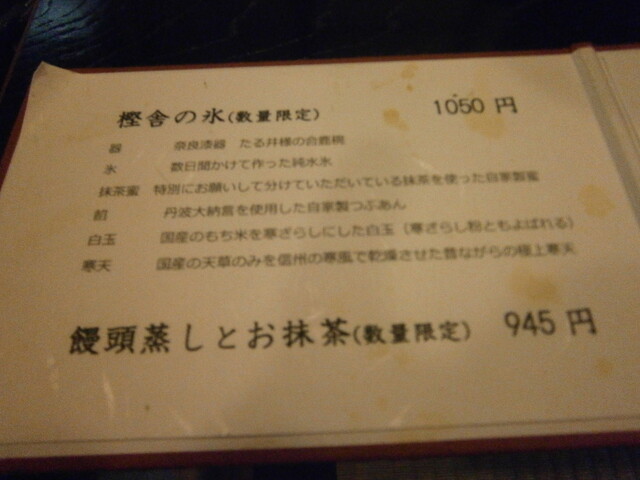 樫舎の氷(数量限定) 1050 円
器 奈良漆器 たる井様の合鹿椀
氷 数日間かけて作った純水氷
抹茶蜜 特別にお願いして分けていただいている抹茶を使った自家製蜜
餡 丹波大納言を使用した自家製つぶあん
白玉 国産のもち米を寒ざらしにした白玉（寒ざらし粉ともよばれる）
寒天 国産の天草のみを信州の寒風で乾燥させた昔ながらの極上寒天
饅頭蒸しとお抹茶(数量限定) 945 円